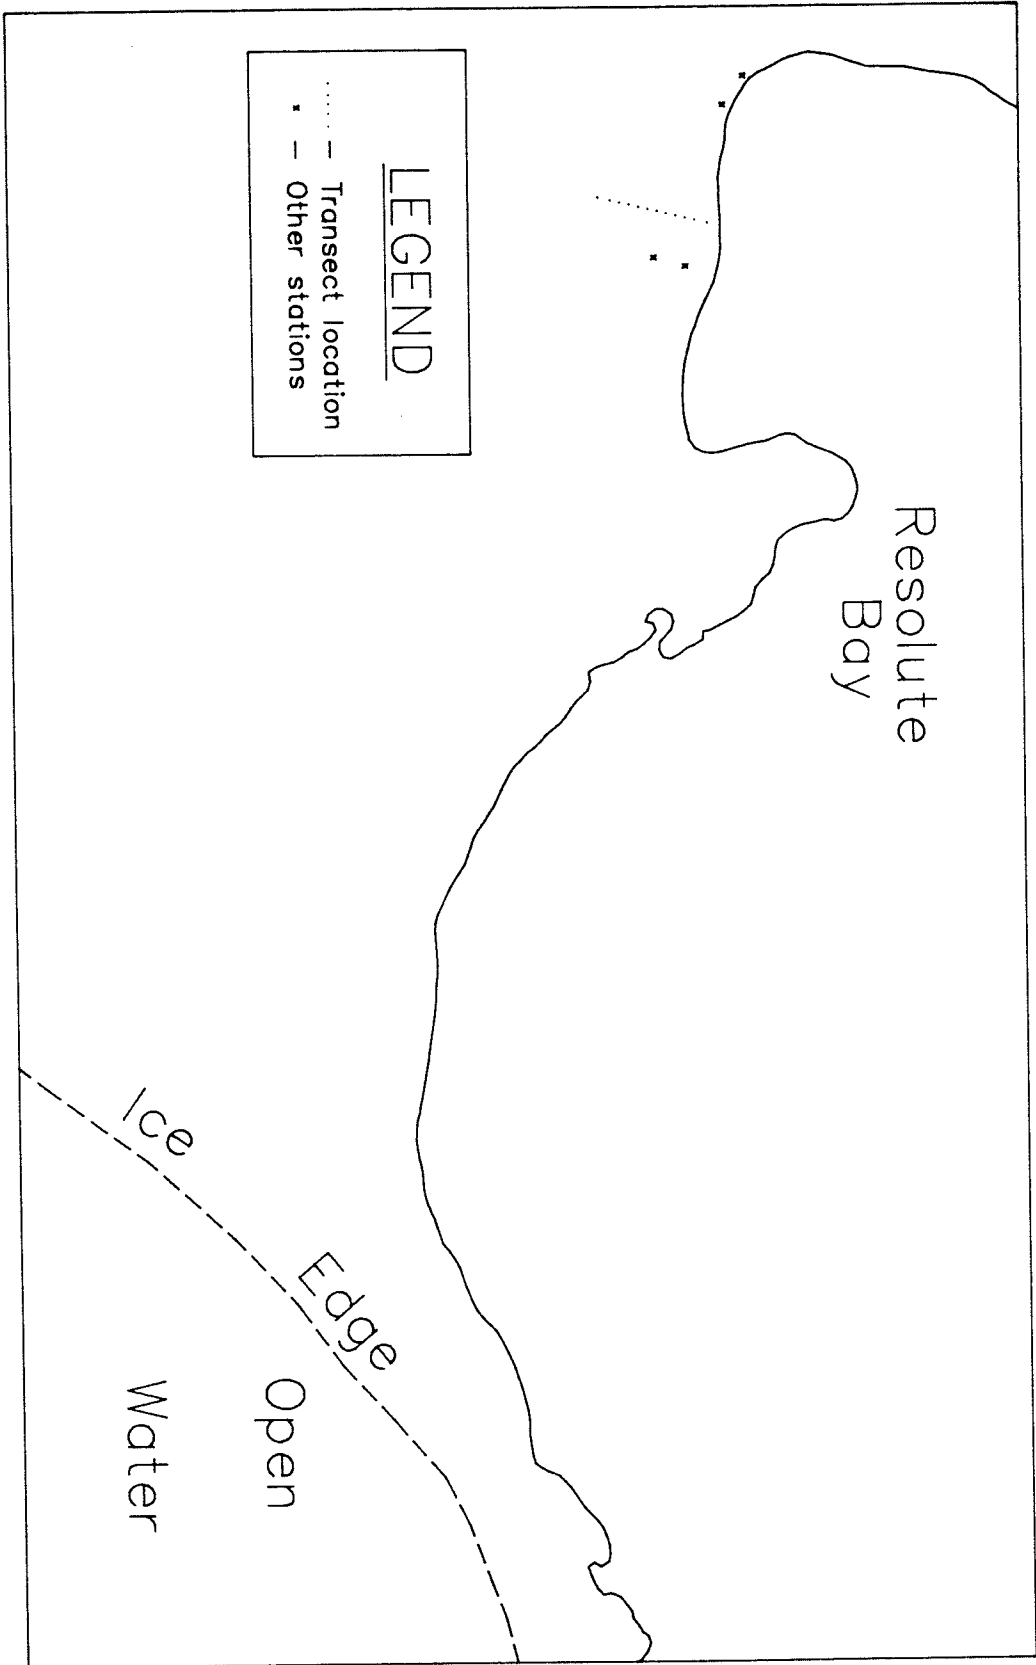 Resolute
Bay
LEGEND
..... — Transect location
× — Other stations
Ice Edge
Open
Water